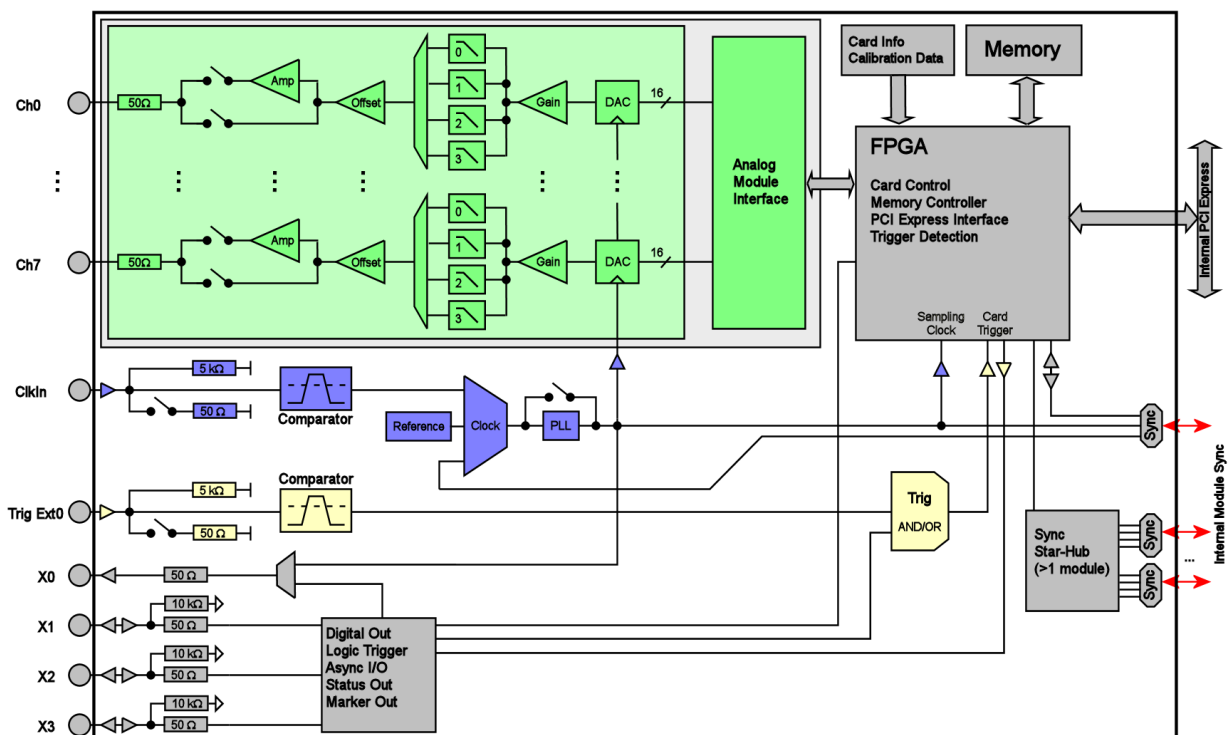 Card Info
Calibration Data
Memory
Ch0
50Ω
Amp
Offset
0
1
2
3
Gain
DAC
16
Analog
Module
Interface
FPGA
Card Control
Memory Controller
PCI Express Interface
Trigger Detection
Sampling
Clock
Card
Trigger
Internal PCI Express
Ch7
50Ω
Amp
Offset
0
1
2
3
Gain
DAC
16
ClkIn
5 kΩ
50 Ω
Comparator
Reference
Clock
PLL
Sync
Trig Ext0
5 kΩ
50 Ω
Comparator
Trig
AND/OR
Sync
Star-Hub
(>1 module)
Sync
...
Sync
Internal Module Sync
X0
50 Ω
X1
10 kΩ
50 Ω
X2
10 kΩ
50 Ω
X3
10 kΩ
50 Ω
Digital Out
Logic Trigger
Async I/O
Status Out
Marker Out